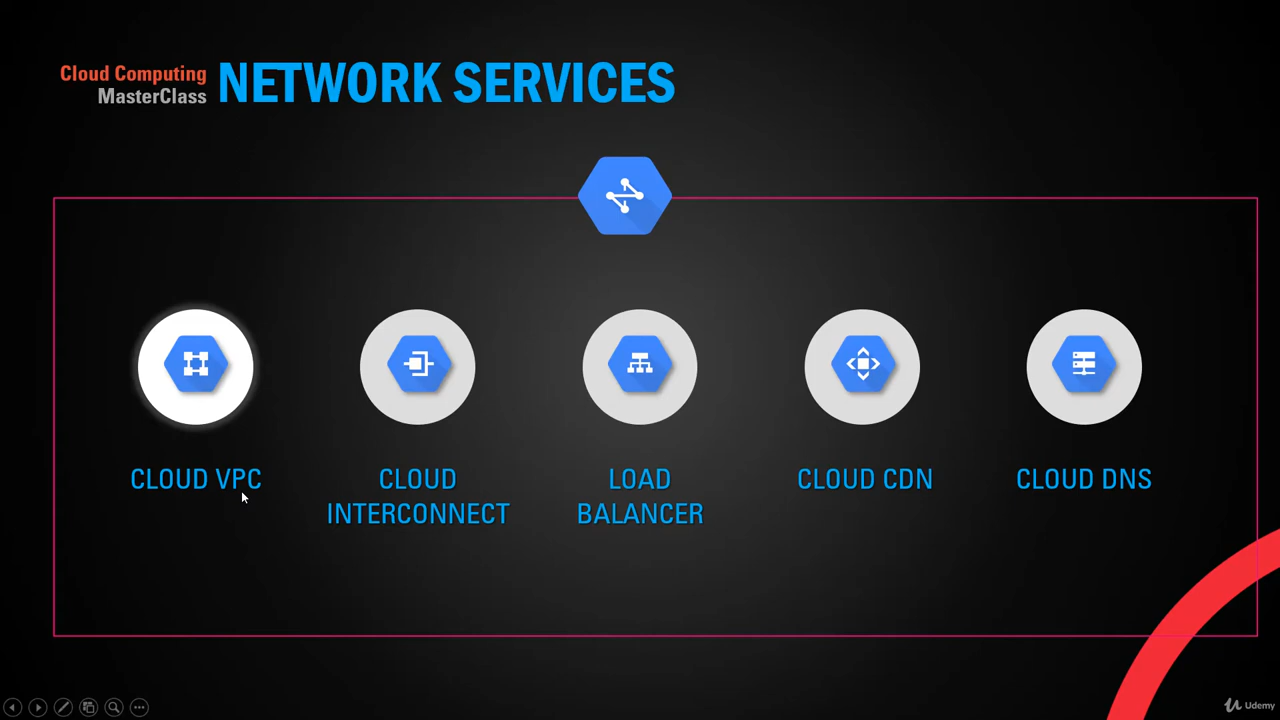 Cloud Computing
MasterClass
NETWORK SERVICES
CLOUD VPC
CLOUD
INTERCONNECT
LOAD
BALANCER
CLOUD CDN
CLOUD DNS
Udemy